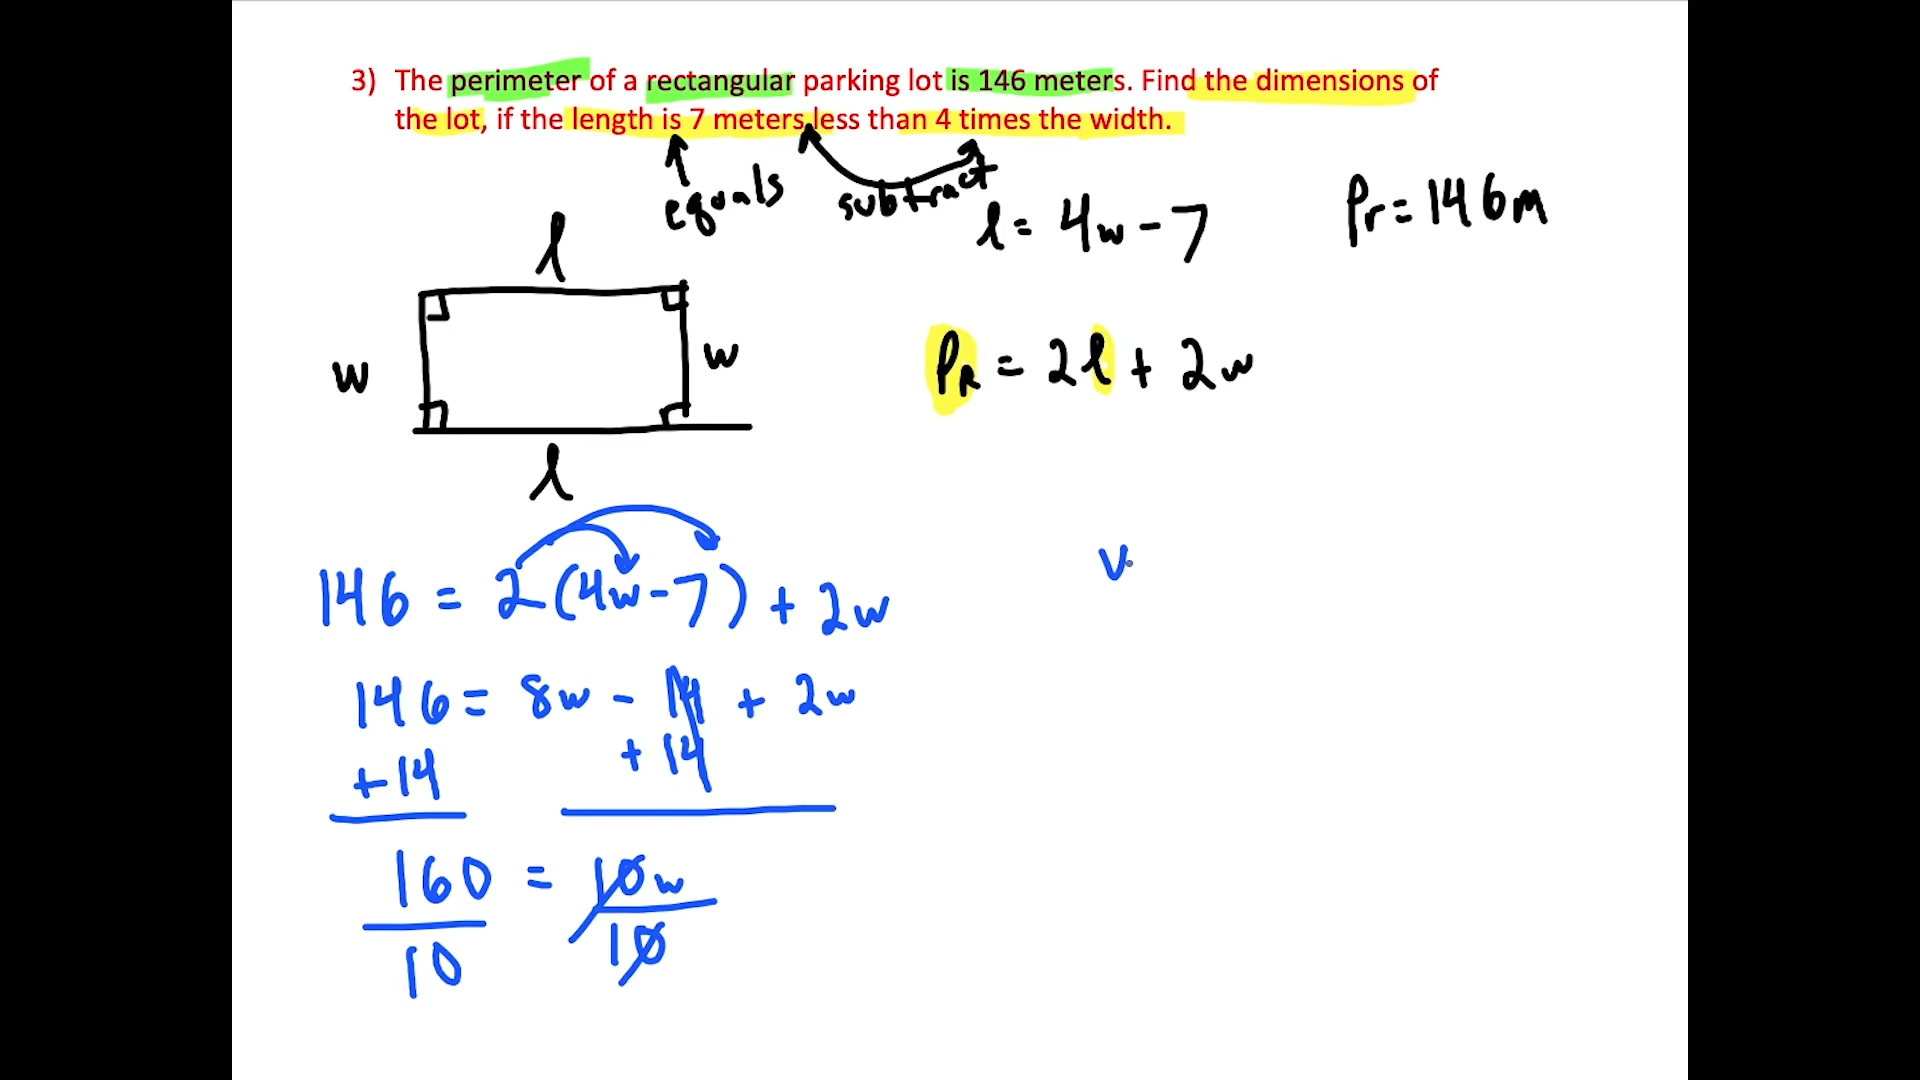 3) The perimeter of a rectangular parking lot is 146 meters. Find the dimensions of
the lot, if the length is 7 meters less than 4 times the width.
equals
subtract
l = 4w - 7
Pr = 146m
l
w
w
l
PR = 2l + 2w
146 = 2(4w - 7) + 2w
146 = 8w - 14 + 2w
+14 + 14
160 = 10w
10 10